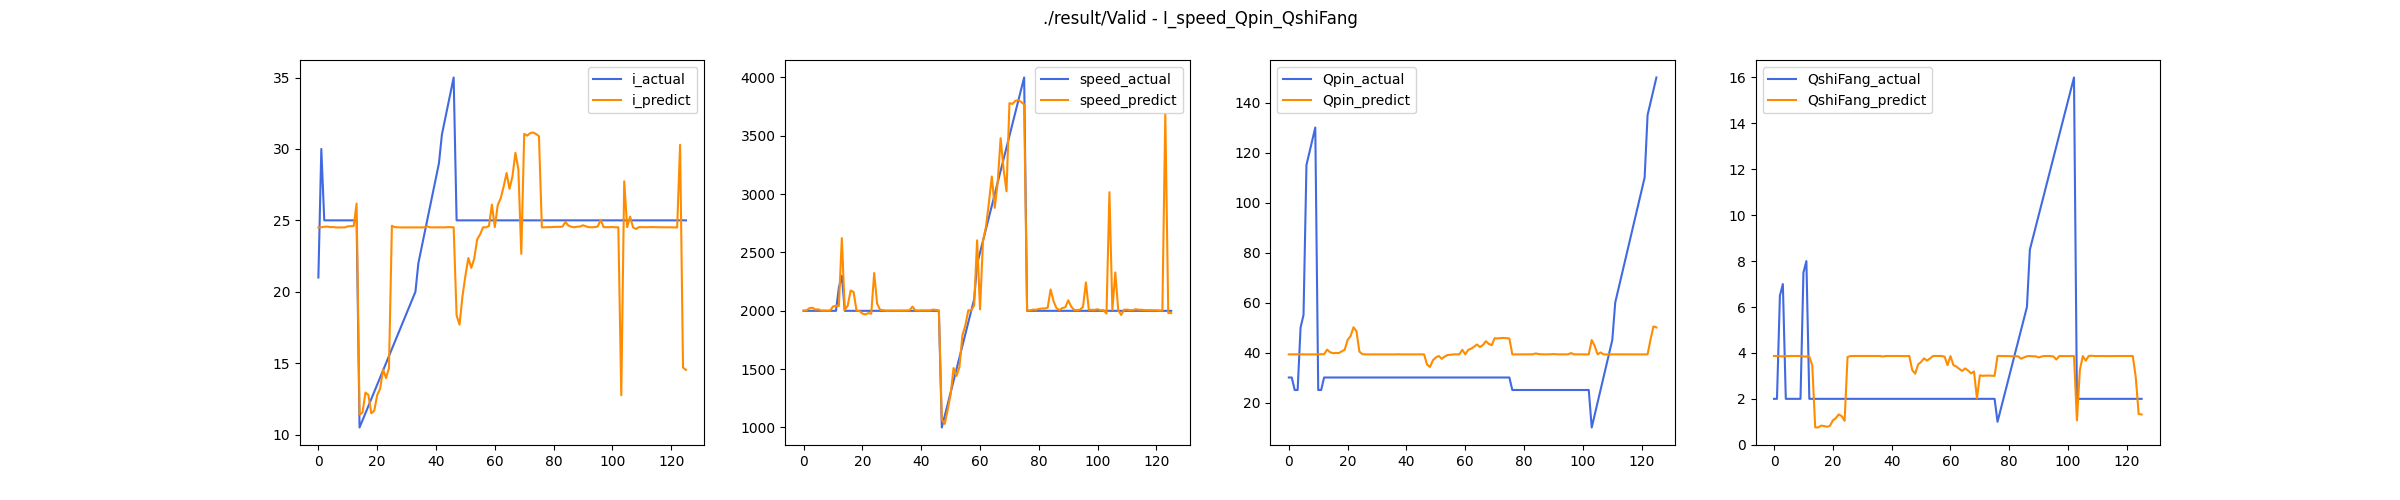 ./result/Valid - I_speed_Qpin_QshiFang
i_actual
i_predict
35
30
25
20
15
10
0 20 40 60 80 100 120
speed_actual
speed_predict
4000
3500
3000
2500
2000
1500
1000
0 20 40 60 80 100 120
Qpin_actual
Qpin_predict
140
120
100
80
60
40
20
0 20 40 60 80 100 120
QshiFang_actual
QshiFang_predict
16
14
12
10
8
6
4
2
0
0 20 40 60 80 100 120